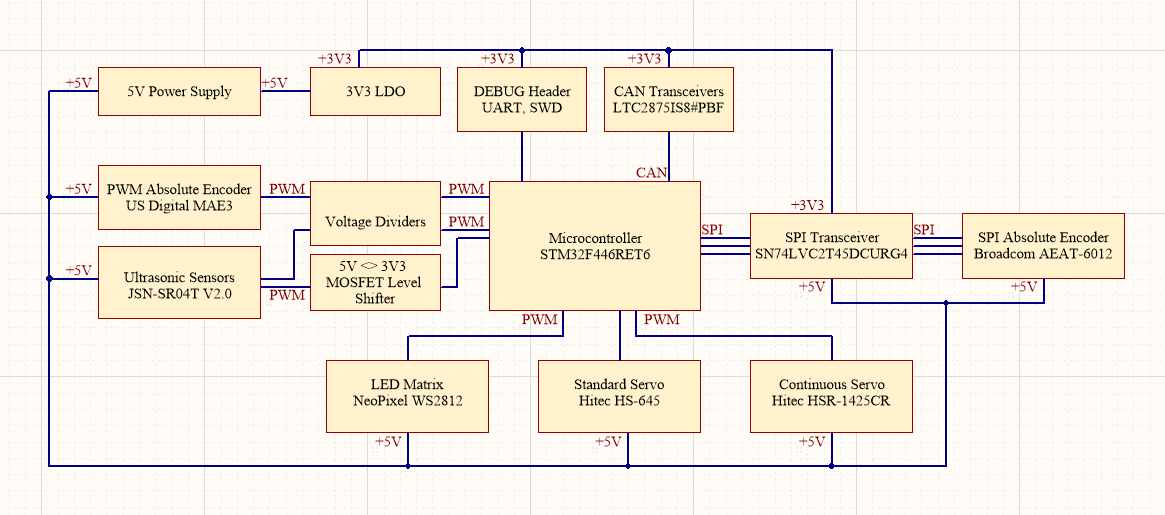 +3V3
+3V3
+3V3
+5V
5V Power Supply
+5V
3V3 LDO
DEBUG Header
UART, SWD
CAN Transceivers
LTC2875IS8#PBF
CAN
+5V
PWM Absolute Encoder
US Digital MAE3
PWM
Voltage Dividers
PWM
PWM
Microcontroller
STM32F446RET6
SPI
+3V3
SPI Transceiver
SN74LVC2T45DCURG4
+5V
SPI
SPI Absolute Encoder
Broadcom AEAT-6012
+5V
+5V
Ultrasonic Sensors
JSN-SR04T V2.0
PWM
5V <> 3V3
MOSFET Level
Shifter
PWM
PWM
LED Matrix
NeoPixel WS2812
+5V
Standard Servo
Hitec HS-645
+5V
Continuous Servo
Hitec HSR-1425CR
+5V